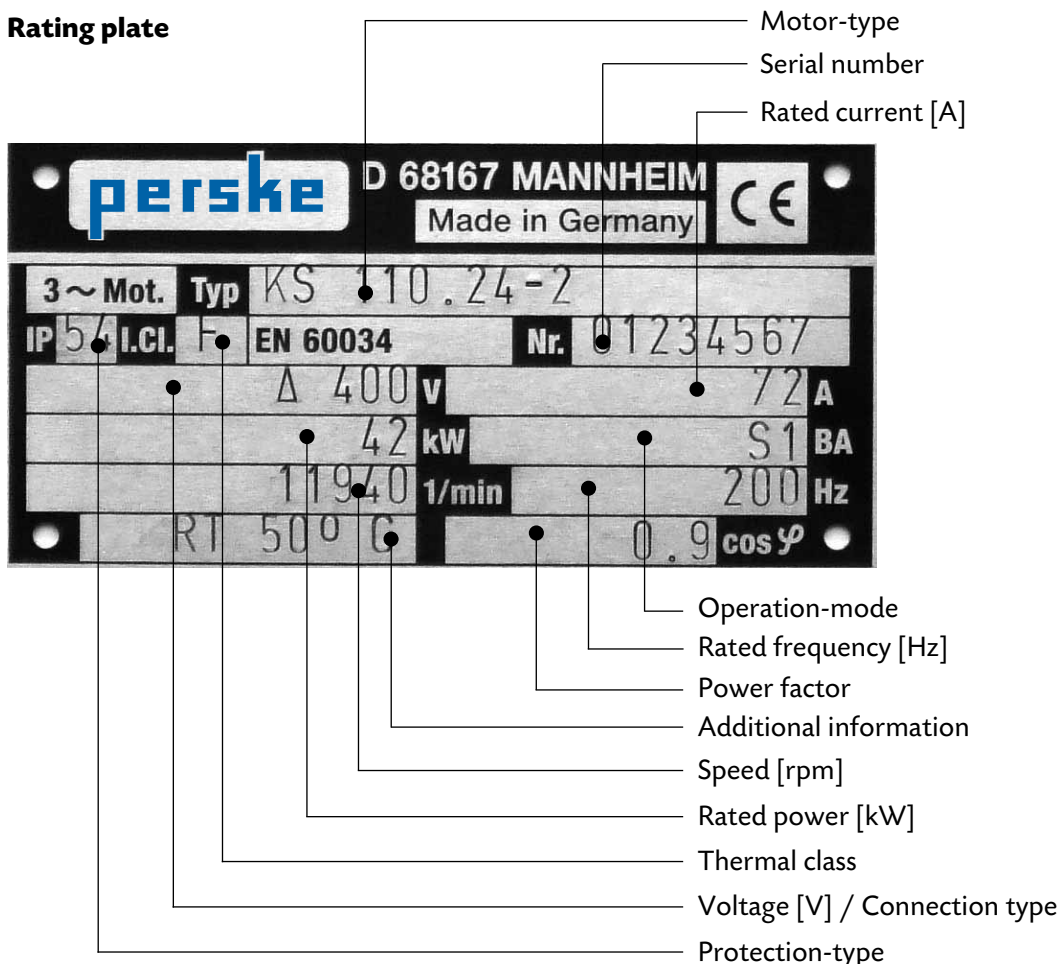 Rating plate
Motor-type
Serial number
Rated current [A]
perske
D 68167 MANNHEIM
Made in Germany
CE
3~ Mot. Typ KS 110.24-2
IP 54 I.Cl. F EN 60034 Nr. 01234567
Δ 400 V 72 A
42 kW S1 BA
11940 1/min 200 Hz
RT 50° C 0.9 cos φ
Operation-mode
Rated frequency [Hz]
Power factor
Additional information
Speed [rpm]
Rated power [kW]
Thermal class
Voltage [V] / Connection type
Protection-type